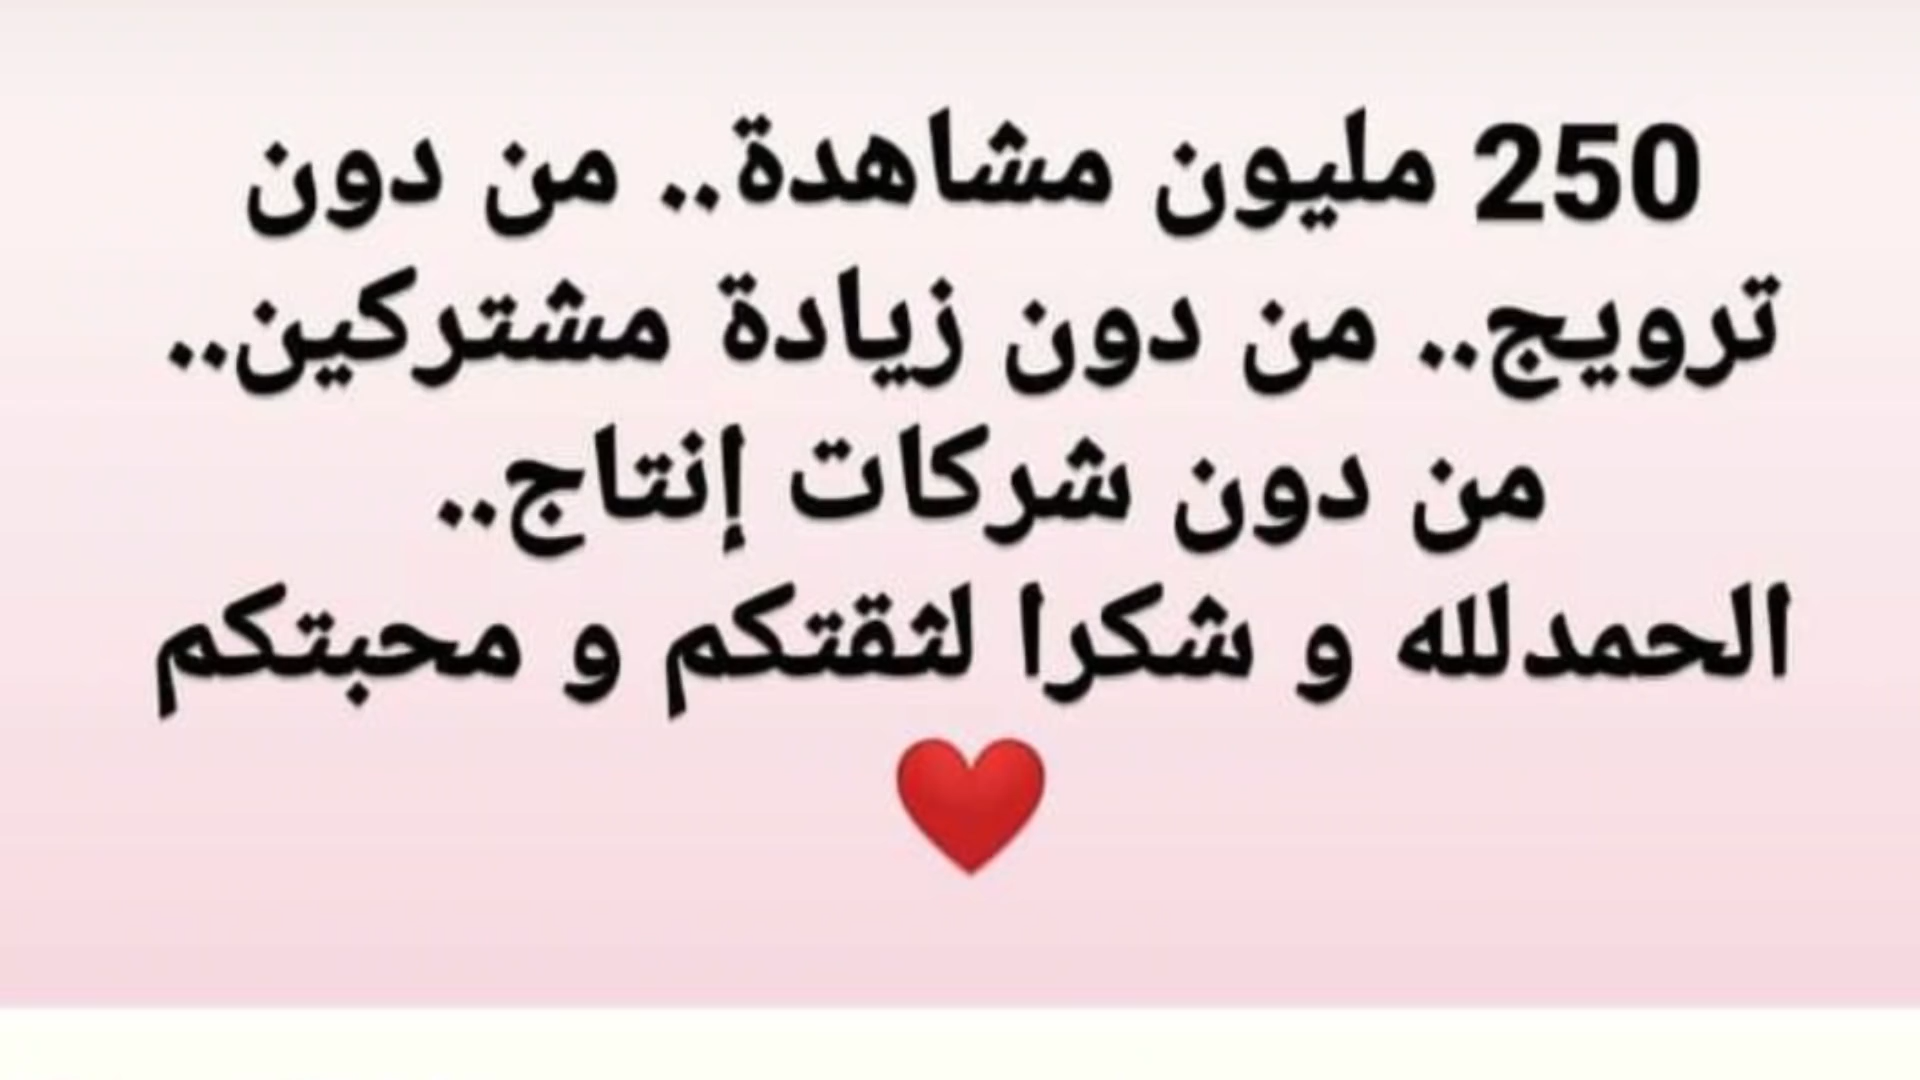 250 مليون مشاهدة.. من دون
ترويج.. من دون زيادة مشتركين..
من دون شركات إنتاج..
الحمدلله و شكرا لثقتكم و محبتكم
❤️